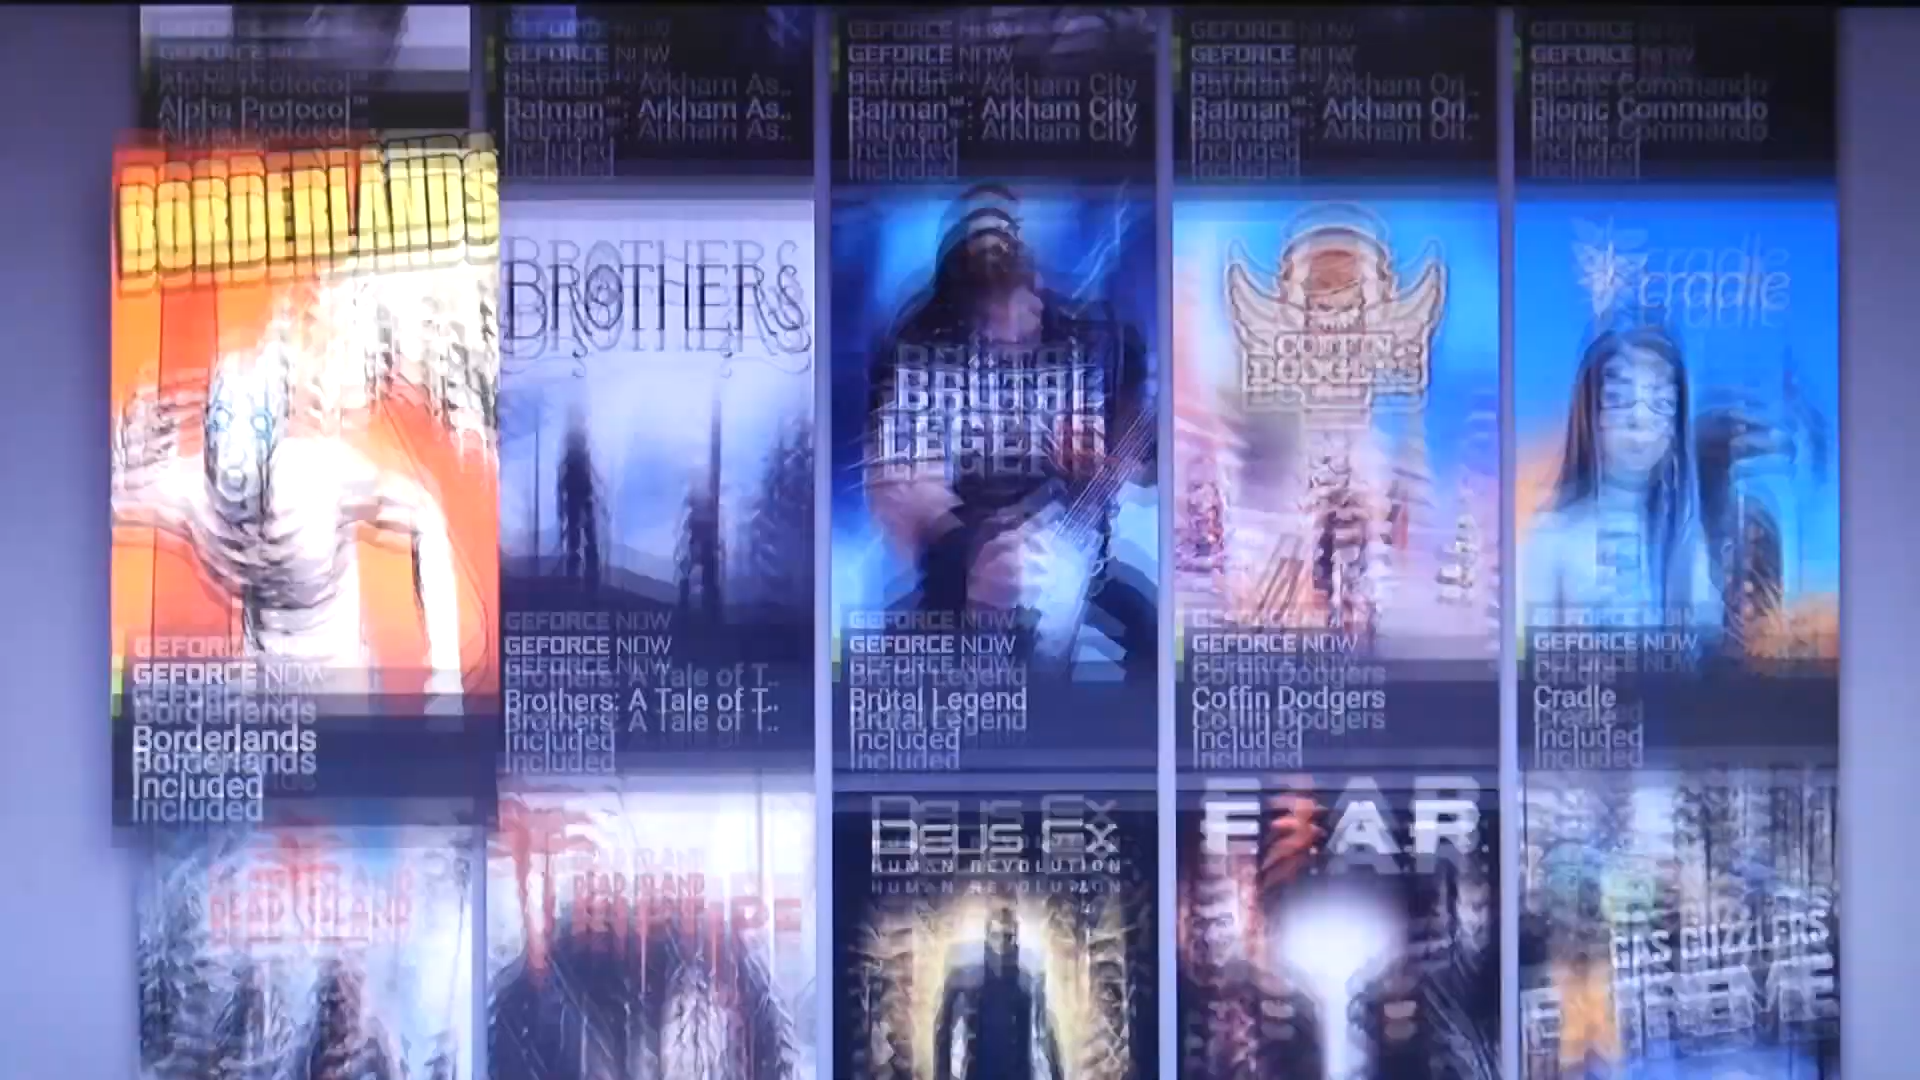 GEFORCE NOW
Alpha Protocol™
GEFORCE NOW
Batman™: Arkham As..
Included
GEFORCE NOW
Batman™: Arkham City
Included
GEFORCE NOW
Batman™: Arkham Ori..
Included
GEFORCE NOW
Bionic Commando
Included
BORDERLANDS
GEFORCE NOW
Borderlands
Included
BROTHERS
GEFORCE NOW
Brothers: A Tale of T..
Included
BRÜTAL
LEGEND
GEFORCE NOW
Brütal Legend
Included
COFFIN
DODGERS
GEFORCE NOW
Coffin Dodgers
Included
cradle
GEFORCE NOW
Cradle
Included
DEAD ISLAND
DEAD ISLAND
RIPTIDE
DEUS EX
HUMAN REVOLUTION
F.E.A.R.
GAS GUZZLERS
EXTREME